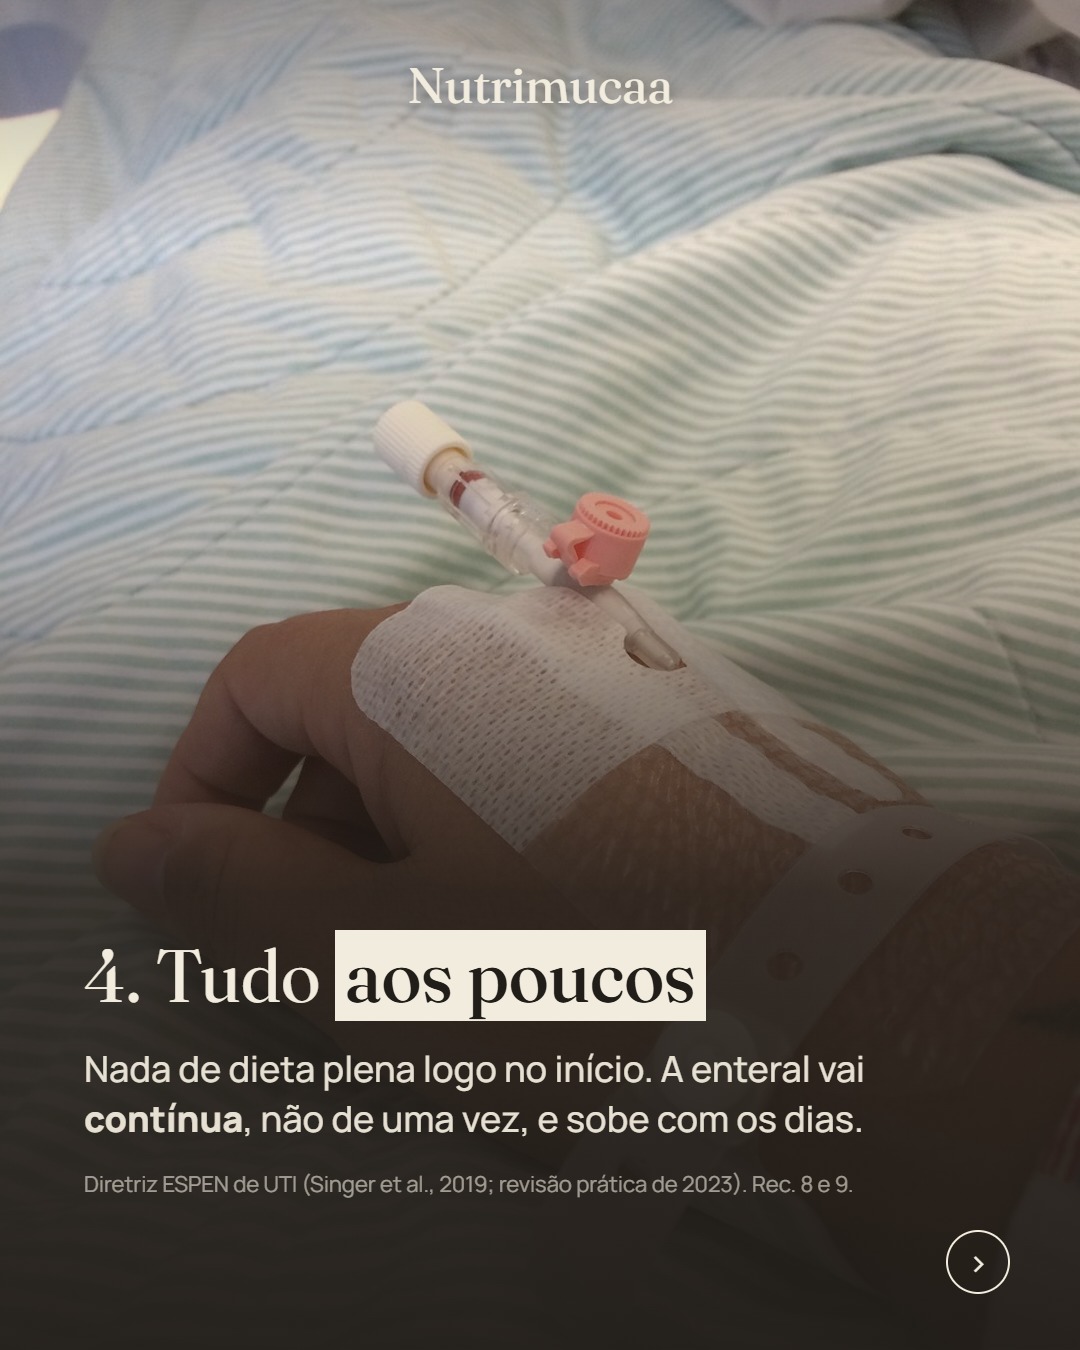 Nutrimucaa
4. Tudo aos poucos
Nada de dieta plena logo no início. A enteral vai
contínua, não de uma vez, e sobe com os dias.
Diretriz ESPEN de UTI (Singer et al., 2019; revisão prática de 2023). Rec. 8 e 9.